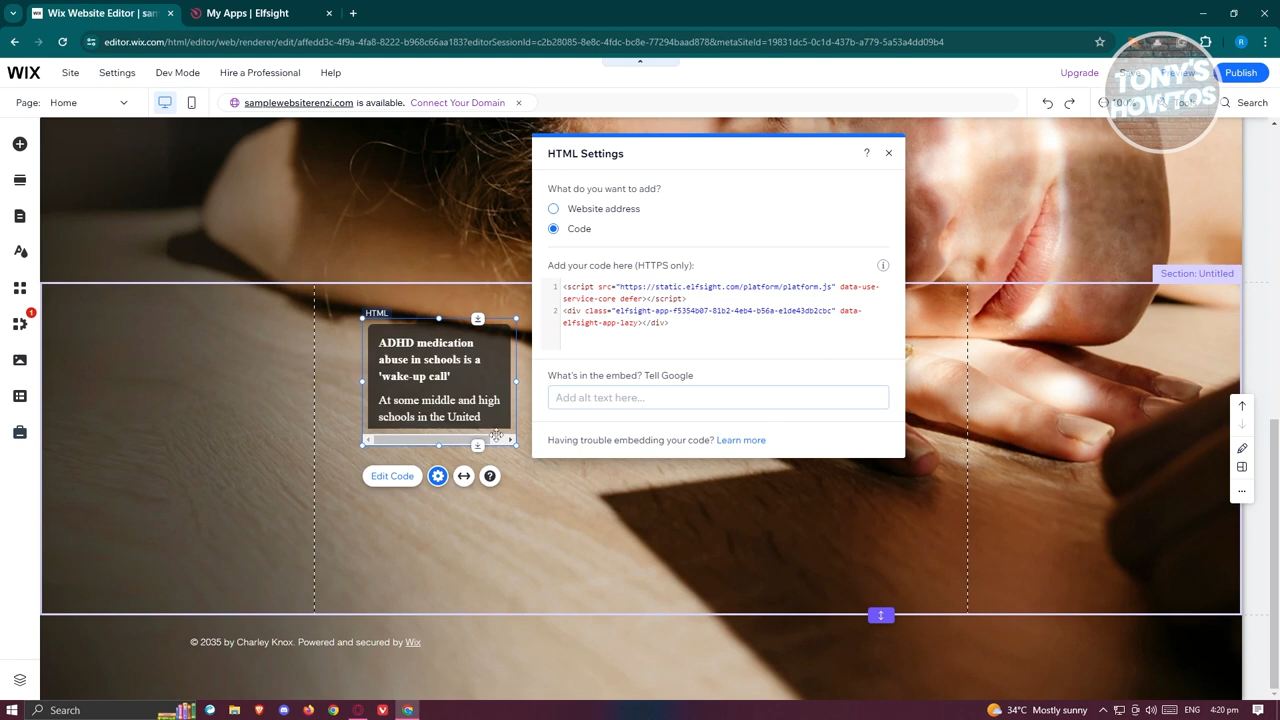 Wix Website Editor | sam
My Apps | Elfsight
editor.wix.com/html/editor/web/renderer/edit/affedd3c-4f9a-4fa8-8222-b968c66aa183?editorSessionId=c2b28085-8e8c-4fdc-bc8e-77294baad878&metaSiteId=19831dc5-0c1d-437b-a779-5a53a4dd09b4
R
WIX
Site
Settings
Dev Mode
Hire a Professional
Help
Upgrade
Save
Preview
Publish
TONY'S
HOWTOS
Page: Home
samplewebsiterenzi.com is available. Connect Your Domain
100%
Tools
Search
HTML Settings
?
What do you want to add?
Website address
Code
Add your code here (HTTPS only):
1 <script src="https://static.elfsight.com/platform/platform.js" data-use-
service-core defer></script>
2 <div class="elfsight-app-f5354b07-81b2-4eb4-b56a-e1de43db2cbc" data-
elfsight-app-lazy></div>
What's in the embed? Tell Google
Add alt text here...
Having trouble embedding your code? Learn more
Section: Untitled
HTML
ADHD medication
abuse in schools is a
'wake-up call'
At some middle and high
schools in the United
Edit Code
1
© 2035 by Charley Knox. Powered and secured by Wix
Search
34°C Mostly sunny
ENG
4:20 pm